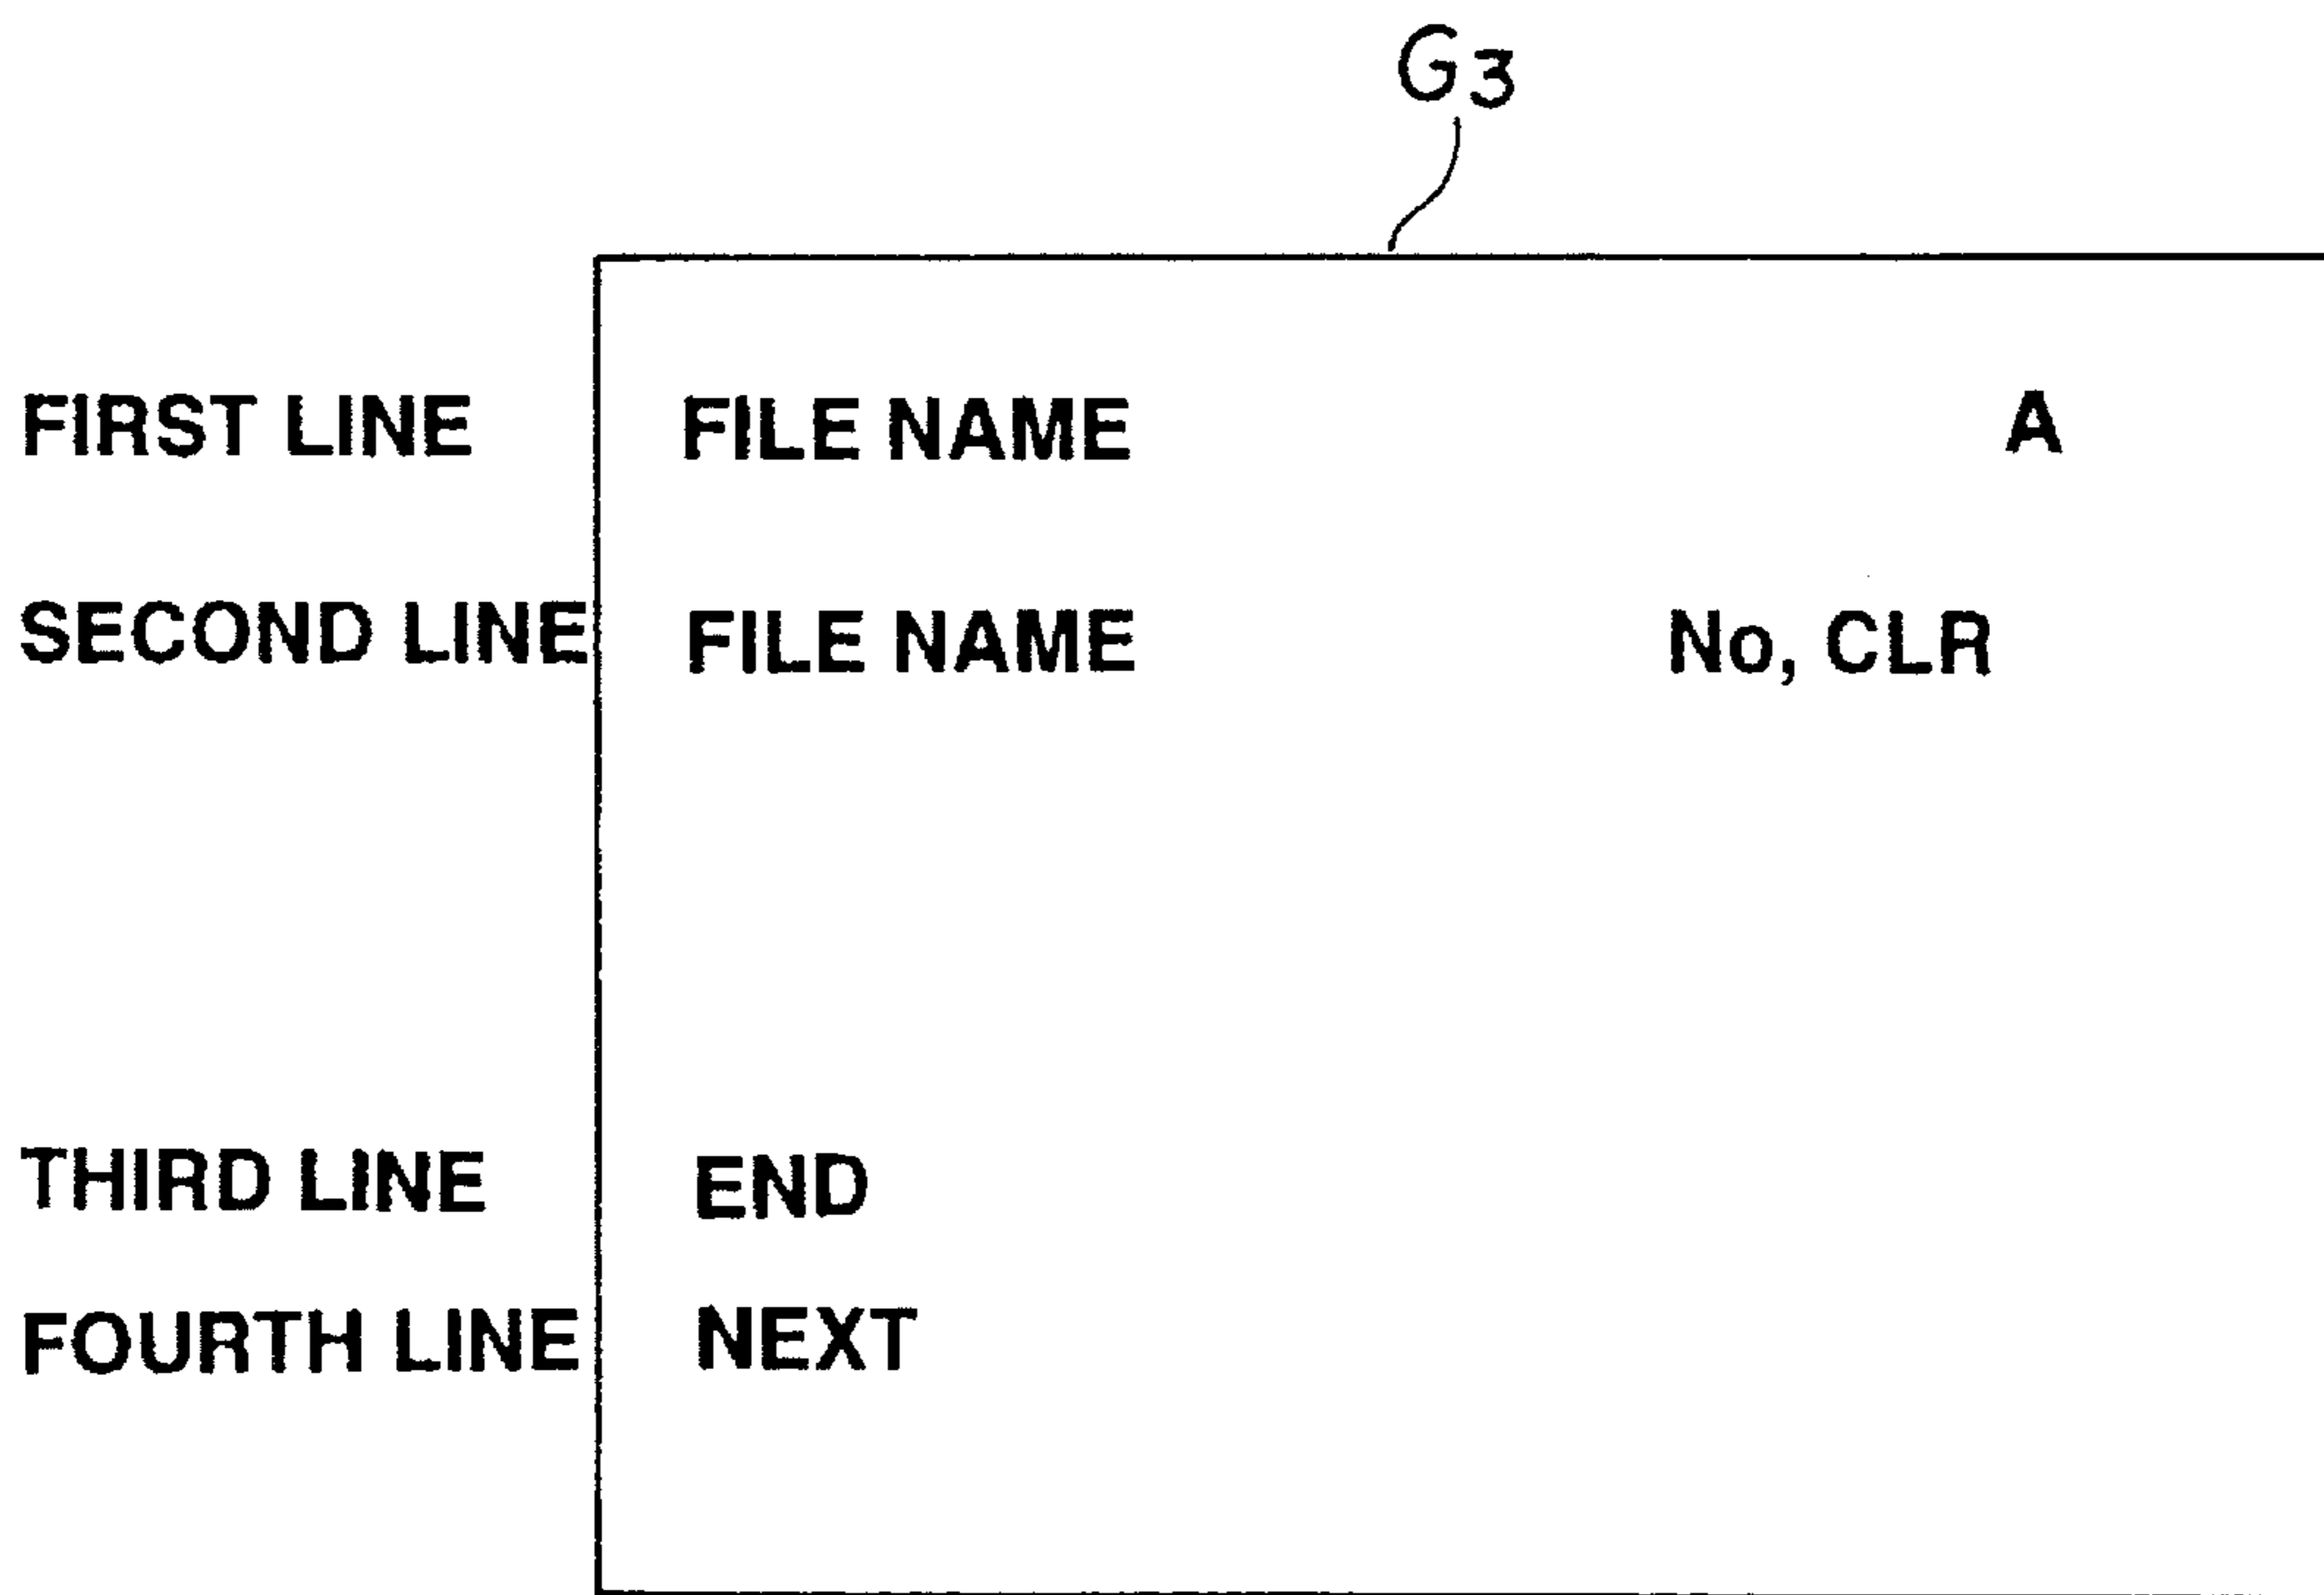 G3
FIRST LINE FILE NAME A
SECOND LINE FILE NAME No, CLR
THIRD LINE END
FOURTH LINE NEXT